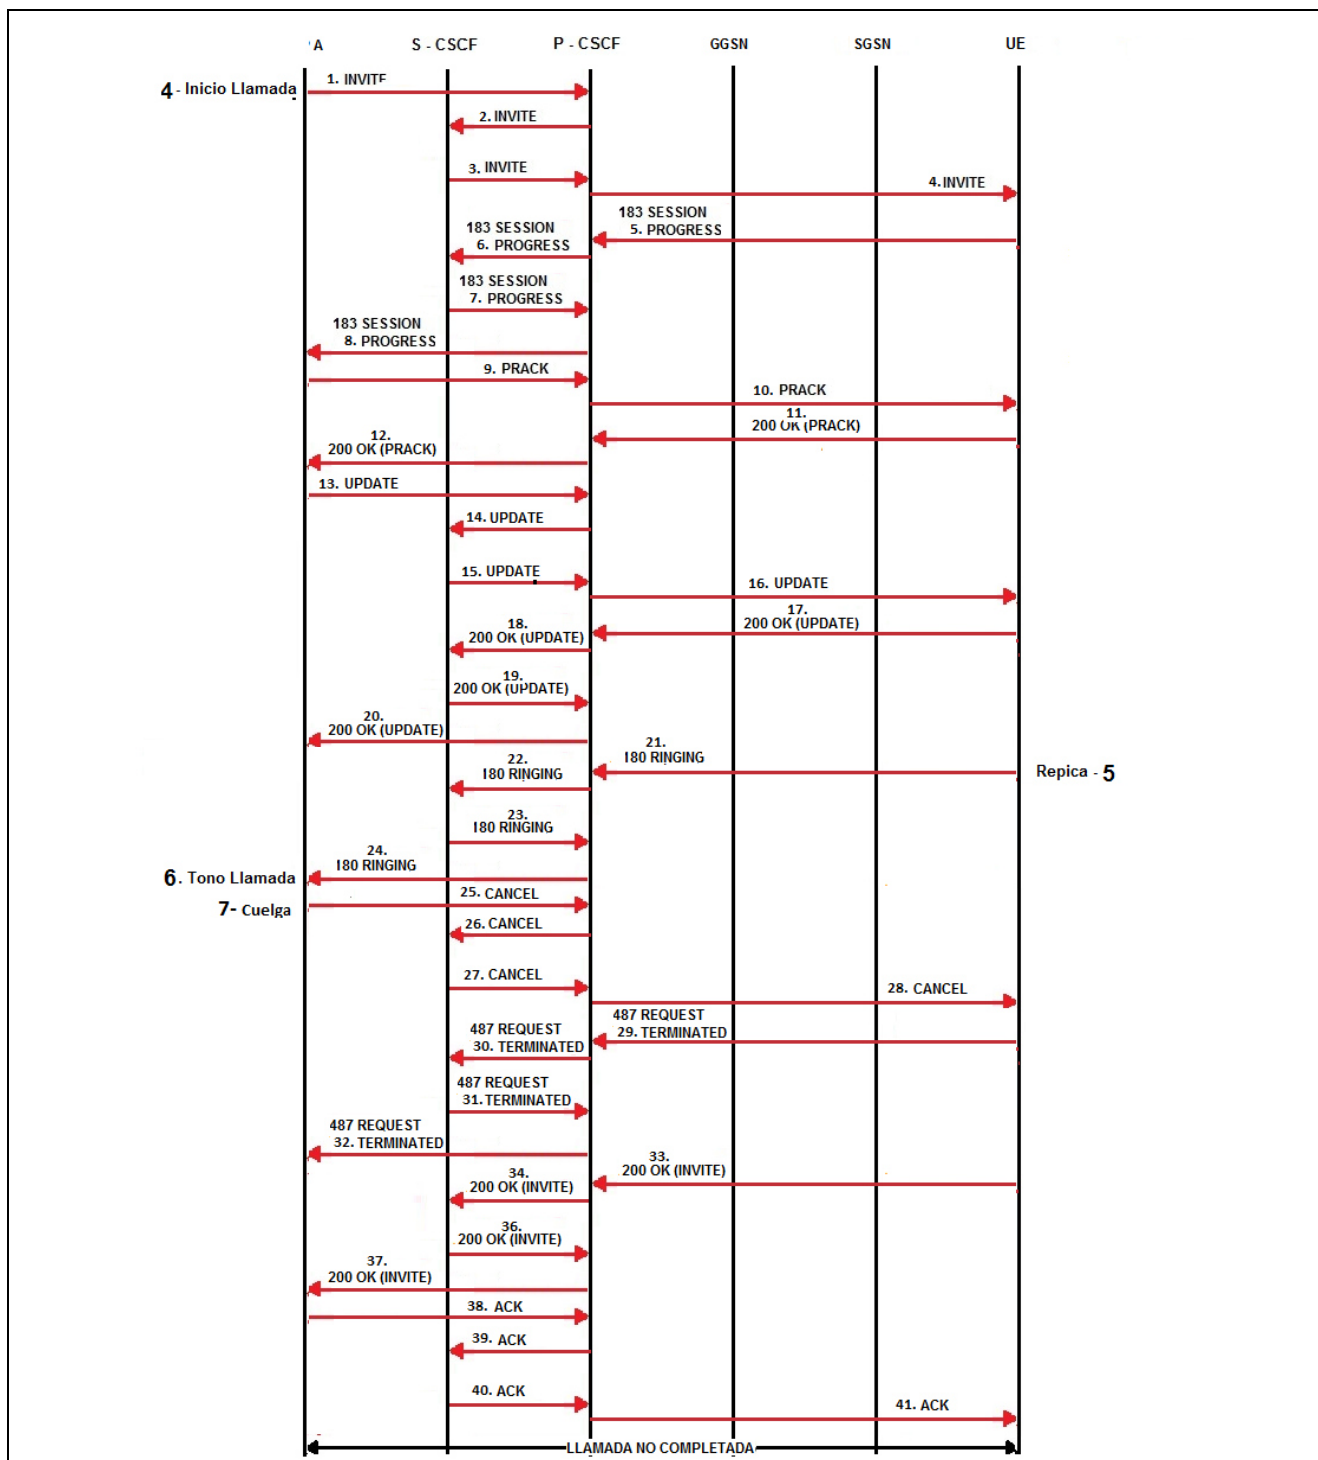 A S - CSCF P - CSCF GGSN SGSN UE
4 - Inicio Llamada
1. INVITE
2. INVITE
3. INVITE
4. INVITE
183 SESSION
5. PROGRESS
183 SESSION
6. PROGRESS
183 SESSION
7. PROGRESS
183 SESSION
8. PROGRESS
9. PRACK
10. PRACK
11.
200 OK (PRACK)
12.
200 OK (PRACK)
13. UPDATE
14. UPDATE
15. UPDATE
16. UPDATE
17.
200 OK (UPDATE)
18.
200 OK (UPDATE)
19.
200 OK (UPDATE)
20.
200 OK (UPDATE)
21.
180 RINGING
Repica - 5
22.
180 RINGING
23.
180 RINGING
24.
180 RINGING
6. Tono Llamada
25. CANCEL
7- Cuelga
26. CANCEL
27. CANCEL
28. CANCEL
487 REQUEST
29. TERMINATED
487 REQUEST
30. TERMINATED
487 REQUEST
31. TERMINATED
487 REQUEST
32. TERMINATED
33.
200 OK (INVITE)
34.
200 OK (INVITE)
36.
200 OK (INVITE)
37.
200 OK (INVITE)
38. ACK
39. ACK
40. ACK
41. ACK
LLAMADA NO COMPLETADA